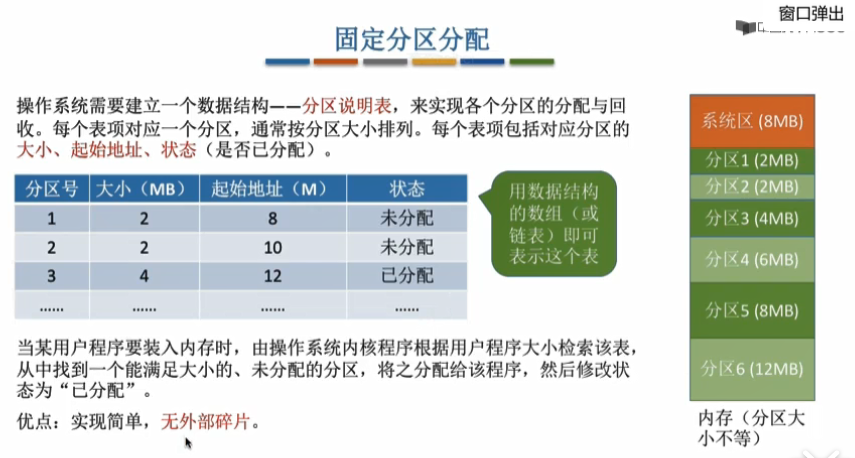 窗口弹出
固定分区分配
操作系统需要建立一个数据结构——分区说明表，来实现各个分区的分配与回
收。每个表项对应一个分区，通常按分区大小排列。每个表项包括对应分区的
大小、起始地址、状态（是否已分配）。
分区号 大小（MB） 起始地址（M） 状态
1 2 8 未分配
2 2 10 未分配
3 4 12 已分配
…… …… …… ……
用数据结构
的数组（或
链表）即可
表示这个表
当某用户程序要装入内存时，由操作系统内核程序根据用户程序大小检索该表，
从中找到一个能满足大小的、未分配的分区，将之分配给该程序，然后修改状
态为“已分配”。
优点：实现简单，无外部碎片。
系统区 (8MB)
分区1 (2MB)
分区2 (2MB)
分区3 (4MB)
分区4 (6MB)
分区5 (8MB)
分区6 (12MB)
内存（分区大
小不等）